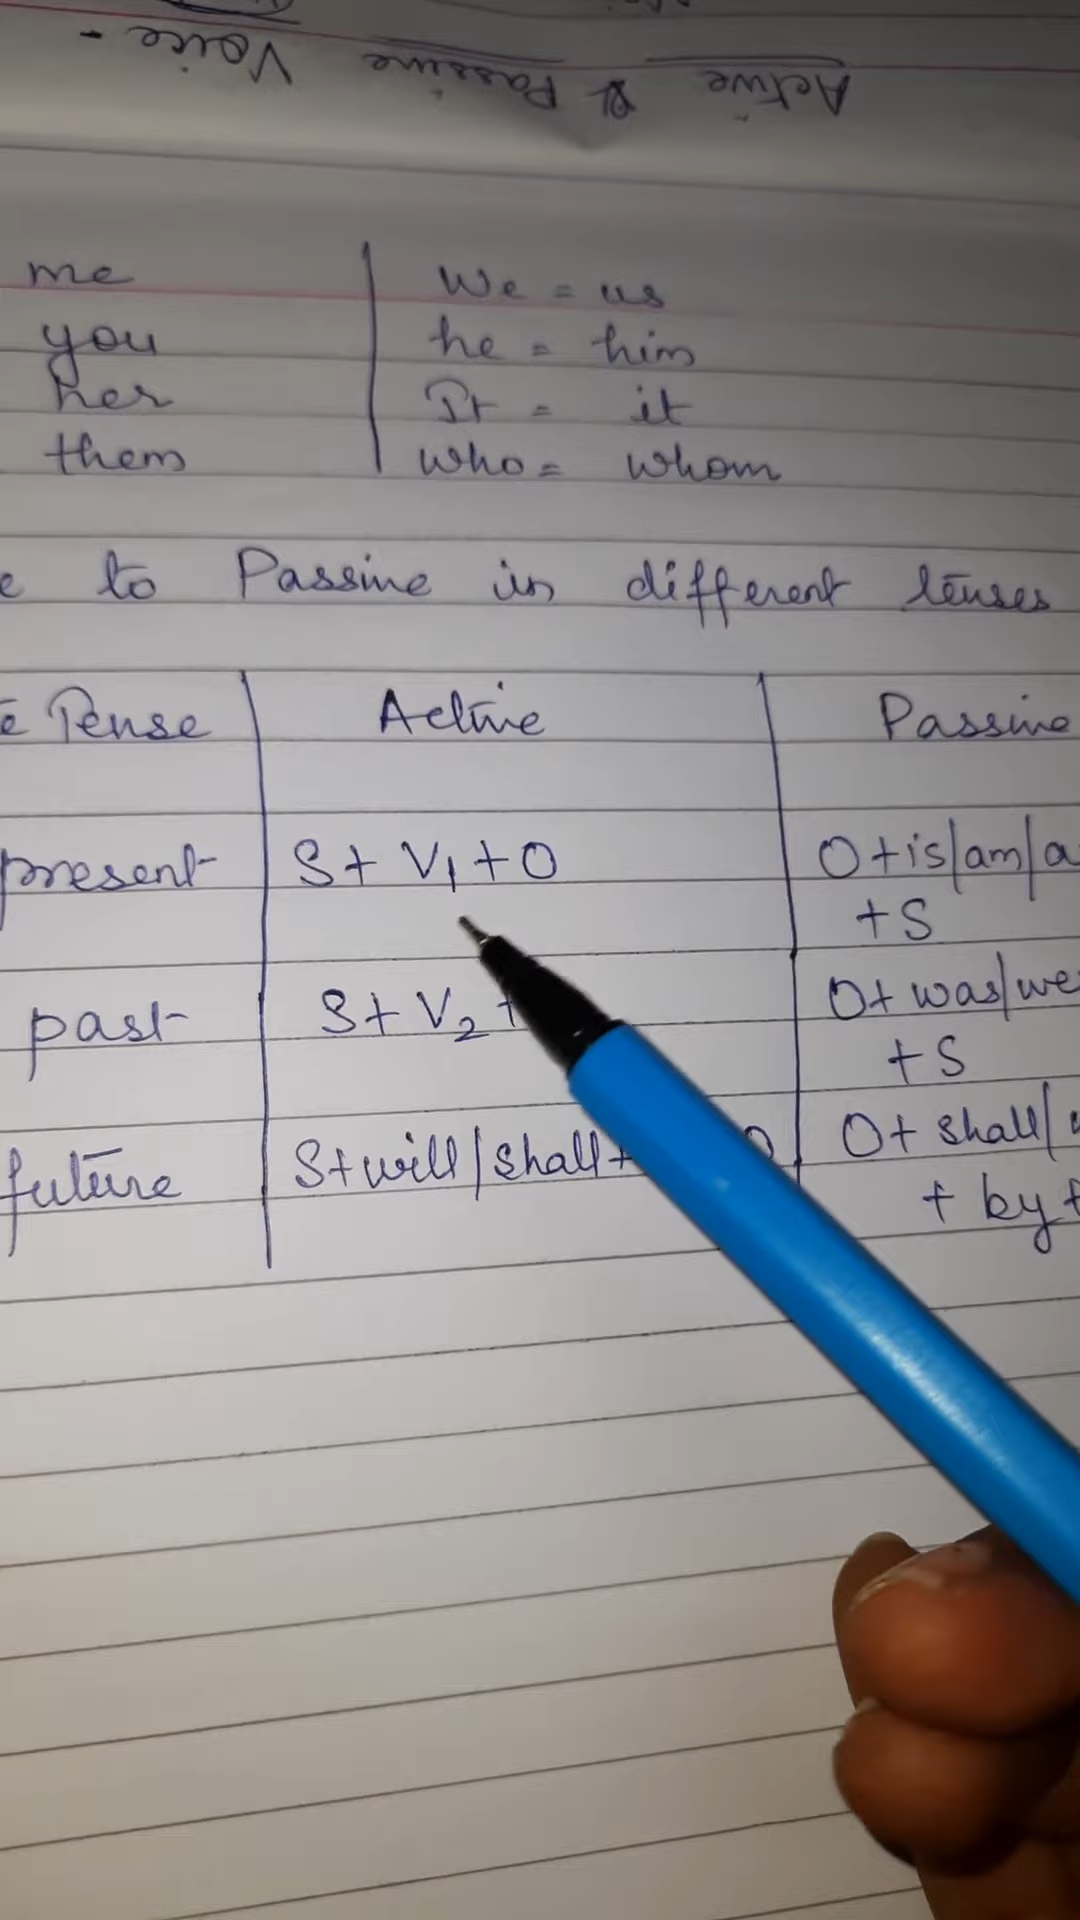 Active & Passive Voice -
me | We = us
you | he = him
her | It = it
them | who = whom
to Passive in different tenses
Tense | Active | Passive
present | S + V1 + O | O + is/am/a
+ S
past | S + V2 + | O + was/we
+ S
future | S + will/shall + O | O + shall/
+ by +